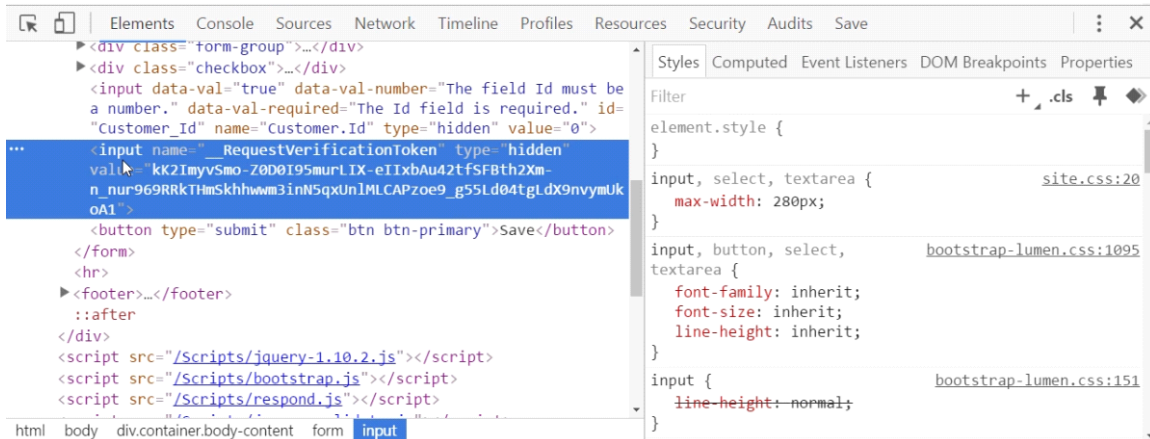 Elements Console Sources Network Timeline Profiles Resources Security Audits Save
<div class="form-group">…</div>
<div class="checkbox">…</div>
<input data-val="true" data-val-number="The field Id must be
a number." data-val-required="The Id field is required." id=
"Customer_Id" name="Customer.Id" type="hidden" value="0">
<input name="__RequestVerificationToken" type="hidden"
value="kK2ImyvSmo-Z0D0I95murLIX-eIIxbAu42tfSFBth2Xm-
n_nur969RRkTHmSkhhwwm3inN5qxUnlMLCAPzoe9_g55Ld04tgLdX9nvymUk
oA1">
<button type="submit" class="btn btn-primary">Save</button>
</form>
<hr>
<footer>…</footer>
::after
</div>
<script src="/Scripts/jquery-1.10.2.js"></script>
<script src="/Scripts/bootstrap.js"></script>
<script src="/Scripts/respond.js"></script>
html body div.container.body-content form input
Styles Computed Event Listeners DOM Breakpoints Properties
Filter + .cls
element.style {
}
input, select, textarea { site.css:20
max-width: 280px;
}
input, button, select, bootstrap-lumen.css:1095
textarea {
font-family: inherit;
font-size: inherit;
line-height: inherit;
}
input { bootstrap-lumen.css:151
line-height: normal;
}